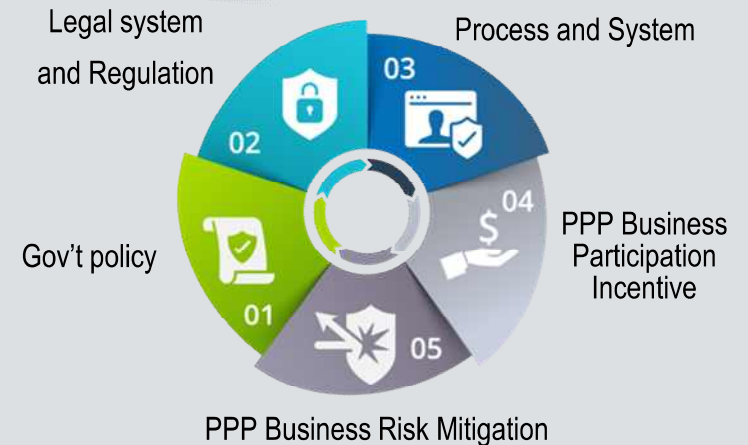 Legal system
and Regulation
Process and System
03
02
04
$
PPP Business
Participation
Incentive
Gov't policy
01
05
PPP Business Risk Mitigation